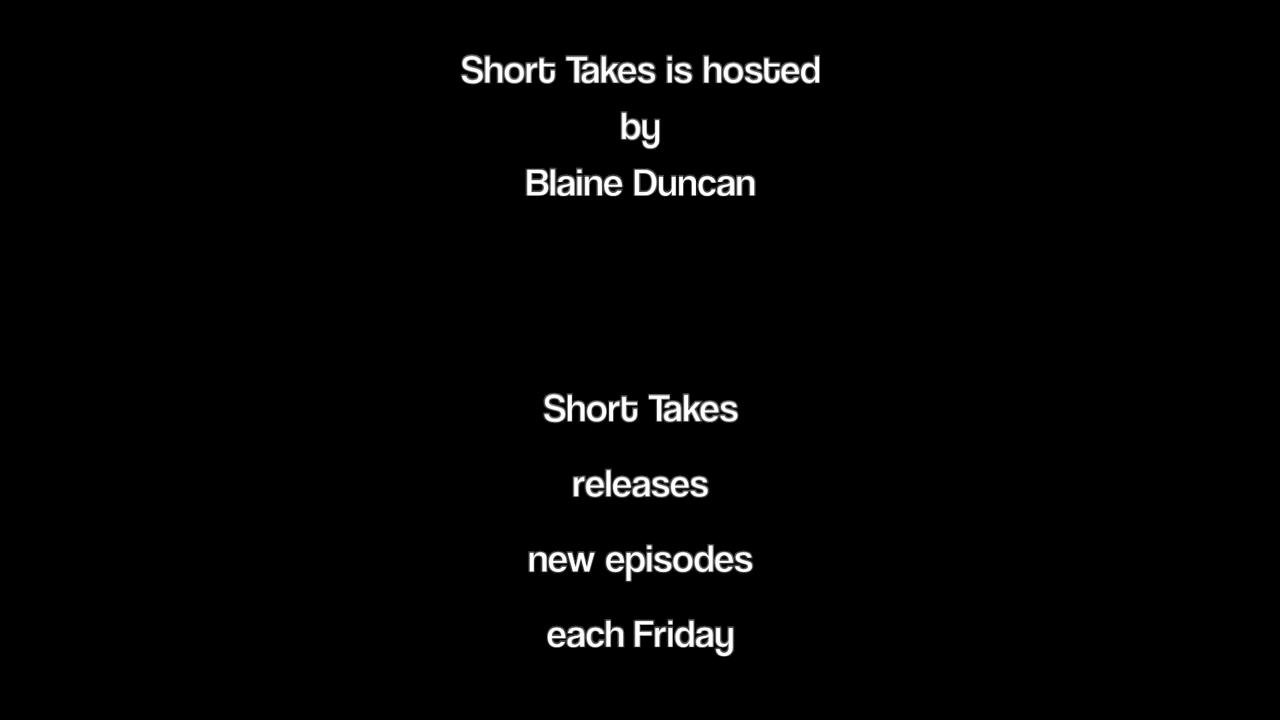 Short Takes is hosted
by
Blaine Duncan
Short Takes
releases
new episodes
each Friday